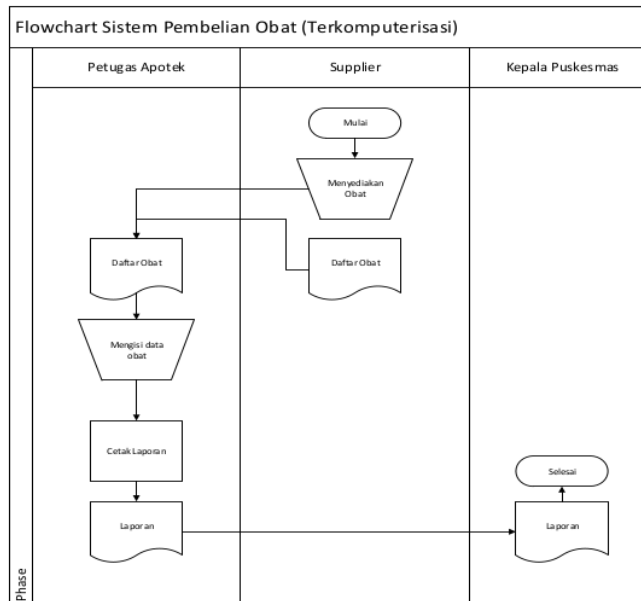 Flowchart Sistem Pembelian Obat (Terkomputerisasi)
Petugas Apotek
Supplier
Kepala Puskesmas
Mulai
Menyediakan
Obat
Daftar Obat
Daftar Obat
Mengisi data
obat
Cetak Laporan
Selesai
Laporan
Laporan
Phase